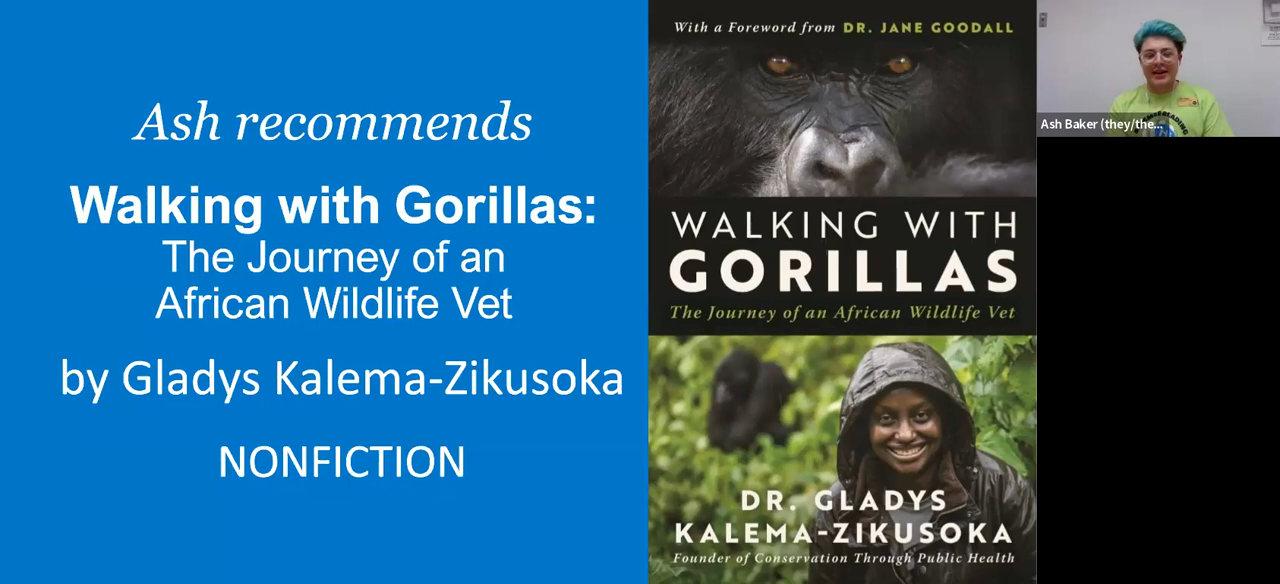 Ash recommends
Walking with Gorillas:
The Journey of an
African Wildlife Vet
by Gladys Kalema-Zikusoka
NONFICTION
With a Foreword from DR. JANE GOODALL
WALKING WITH
GORILLAS
The Journey of an African Wildlife Vet
DR. GLADYS
KALEMA-ZIKUSOKA
Founder of Conservation Through Public Health
Ash Baker (they/the...